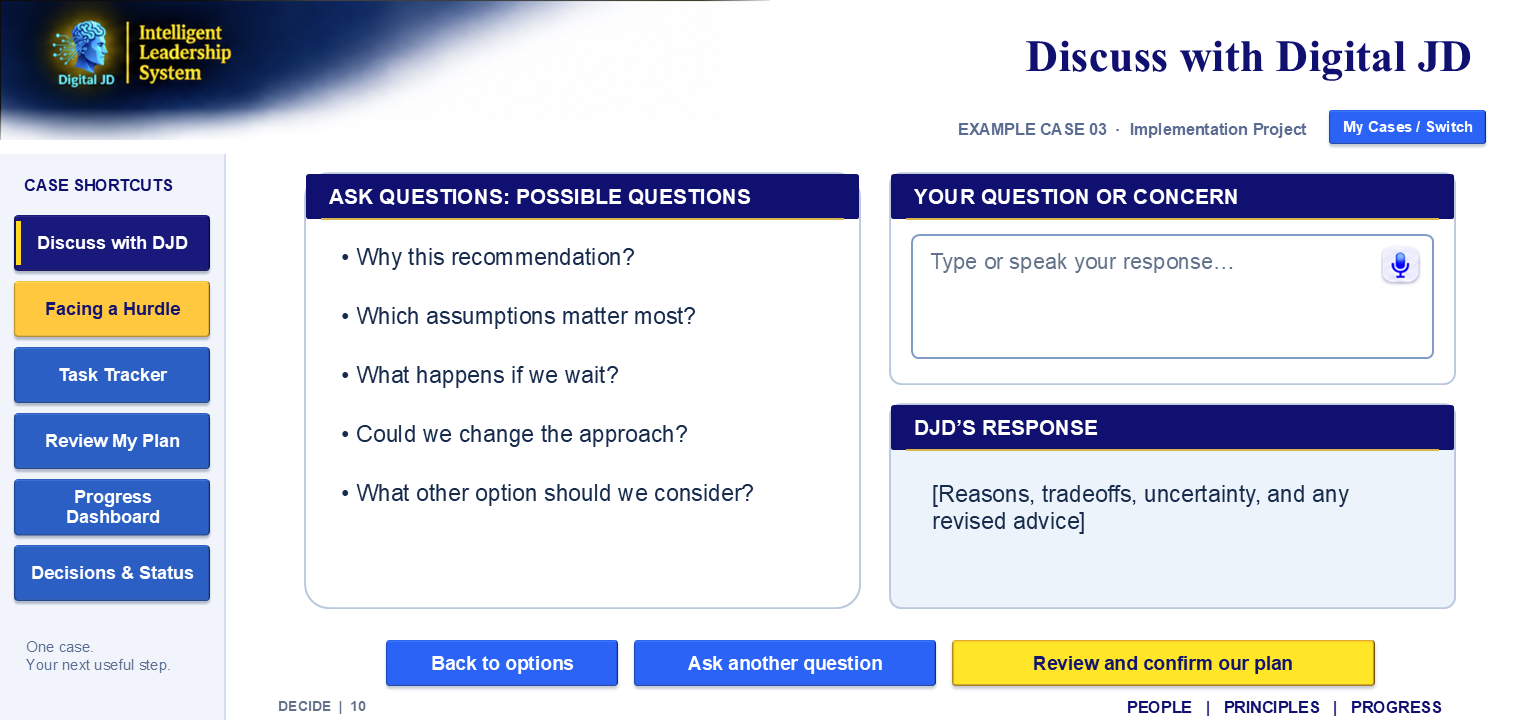 Digital JD
Intelligent
Leadership
System
Discuss with Digital JD
EXAMPLE CASE 03 · Implementation Project
My Cases / Switch
CASE SHORTCUTS
Discuss with DJD
Facing a Hurdle
Task Tracker
Review My Plan
Progress
Dashboard
Decisions & Status
One case.
Your next useful step.
ASK QUESTIONS: POSSIBLE QUESTIONS
• Why this recommendation?
• Which assumptions matter most?
• What happens if we wait?
• Could we change the approach?
• What other option should we consider?
YOUR QUESTION OR CONCERN
Type or speak your response…
DJD’S RESPONSE
[Reasons, tradeoffs, uncertainty, and any
revised advice]
Back to options
Ask another question
Review and confirm our plan
DECIDE | 10
PEOPLE | PRINCIPLES | PROGRESS